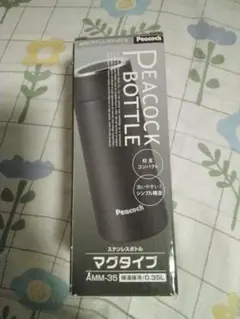 Peacock
PEACOCK
BOTTLE
軽量
コンパクト
洗いやすい
シンプル構造
Peacock
ステンレスボトル
マグタイプ
AMM-35
0.35L